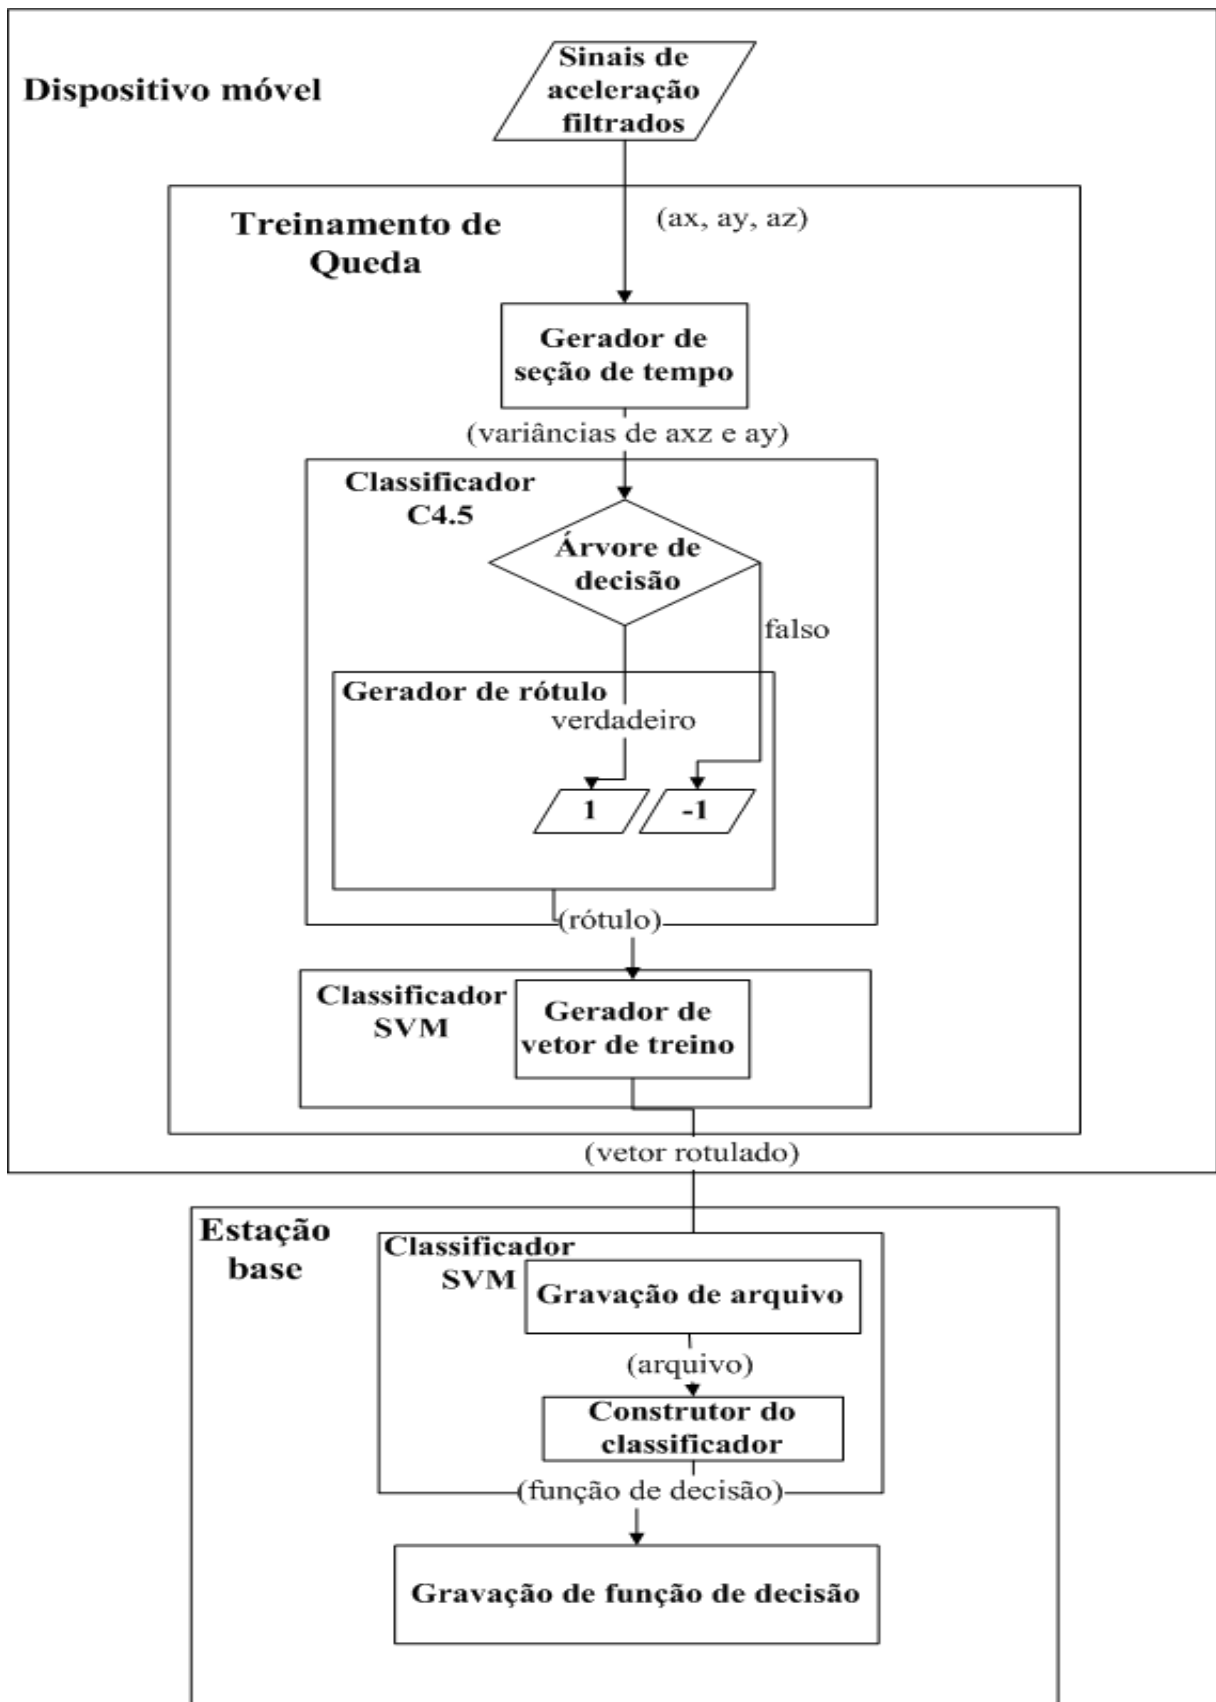 Dispositivo móvel
Sinais de
aceleração
filtrados
(ax, ay, az)
Treinamento de
Queda
Gerador de
seção de tempo
(variâncias de axz e ay)
Classificador
C4.5
Árvore de
decisão
falso
Gerador de rótulo
verdadeiro
1
-1
(rótulo)
Classificador
SVM
Gerador de
vetor de treino
(vetor rotulado)
Estação
base
Classificador
SVM
Gravação de arquivo
(arquivo)
Construtor do
classificador
(função de decisão)
Gravação de função de decisão